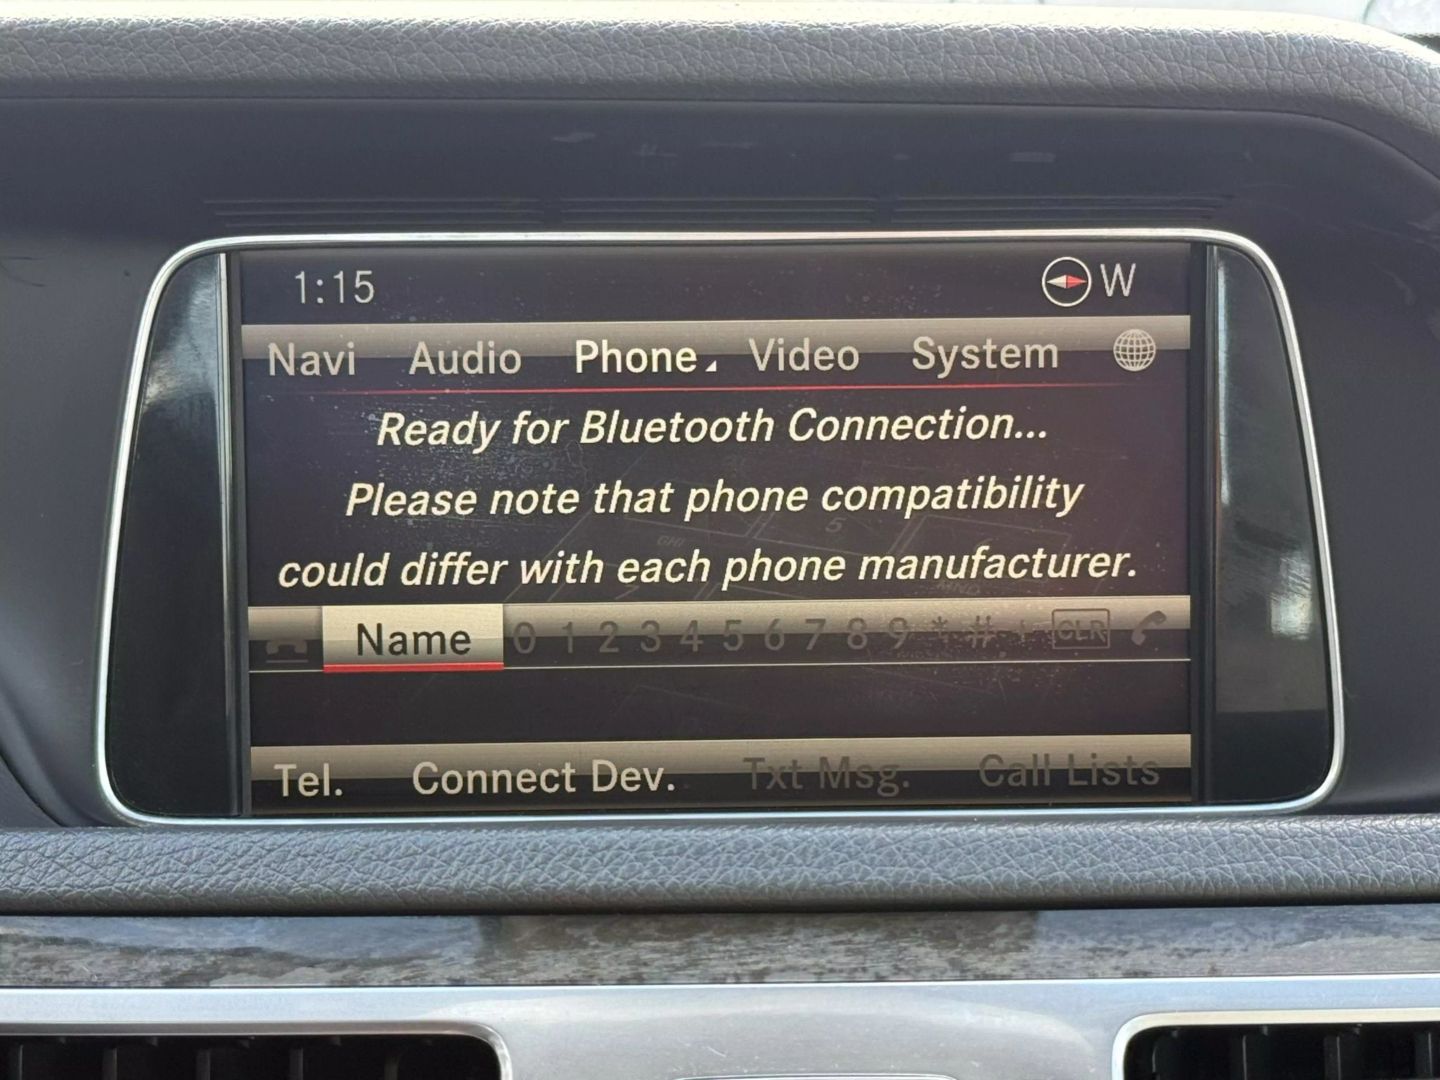 1:15 W
Navi Audio Phone Video System
Ready for Bluetooth Connection...
Please note that phone compatibility
could differ with each phone manufacturer.
Name 0 1 2 3 4 5 6 7 8 9 * # + CLR
Tel. Connect Dev. Txt Msg. Call Lists